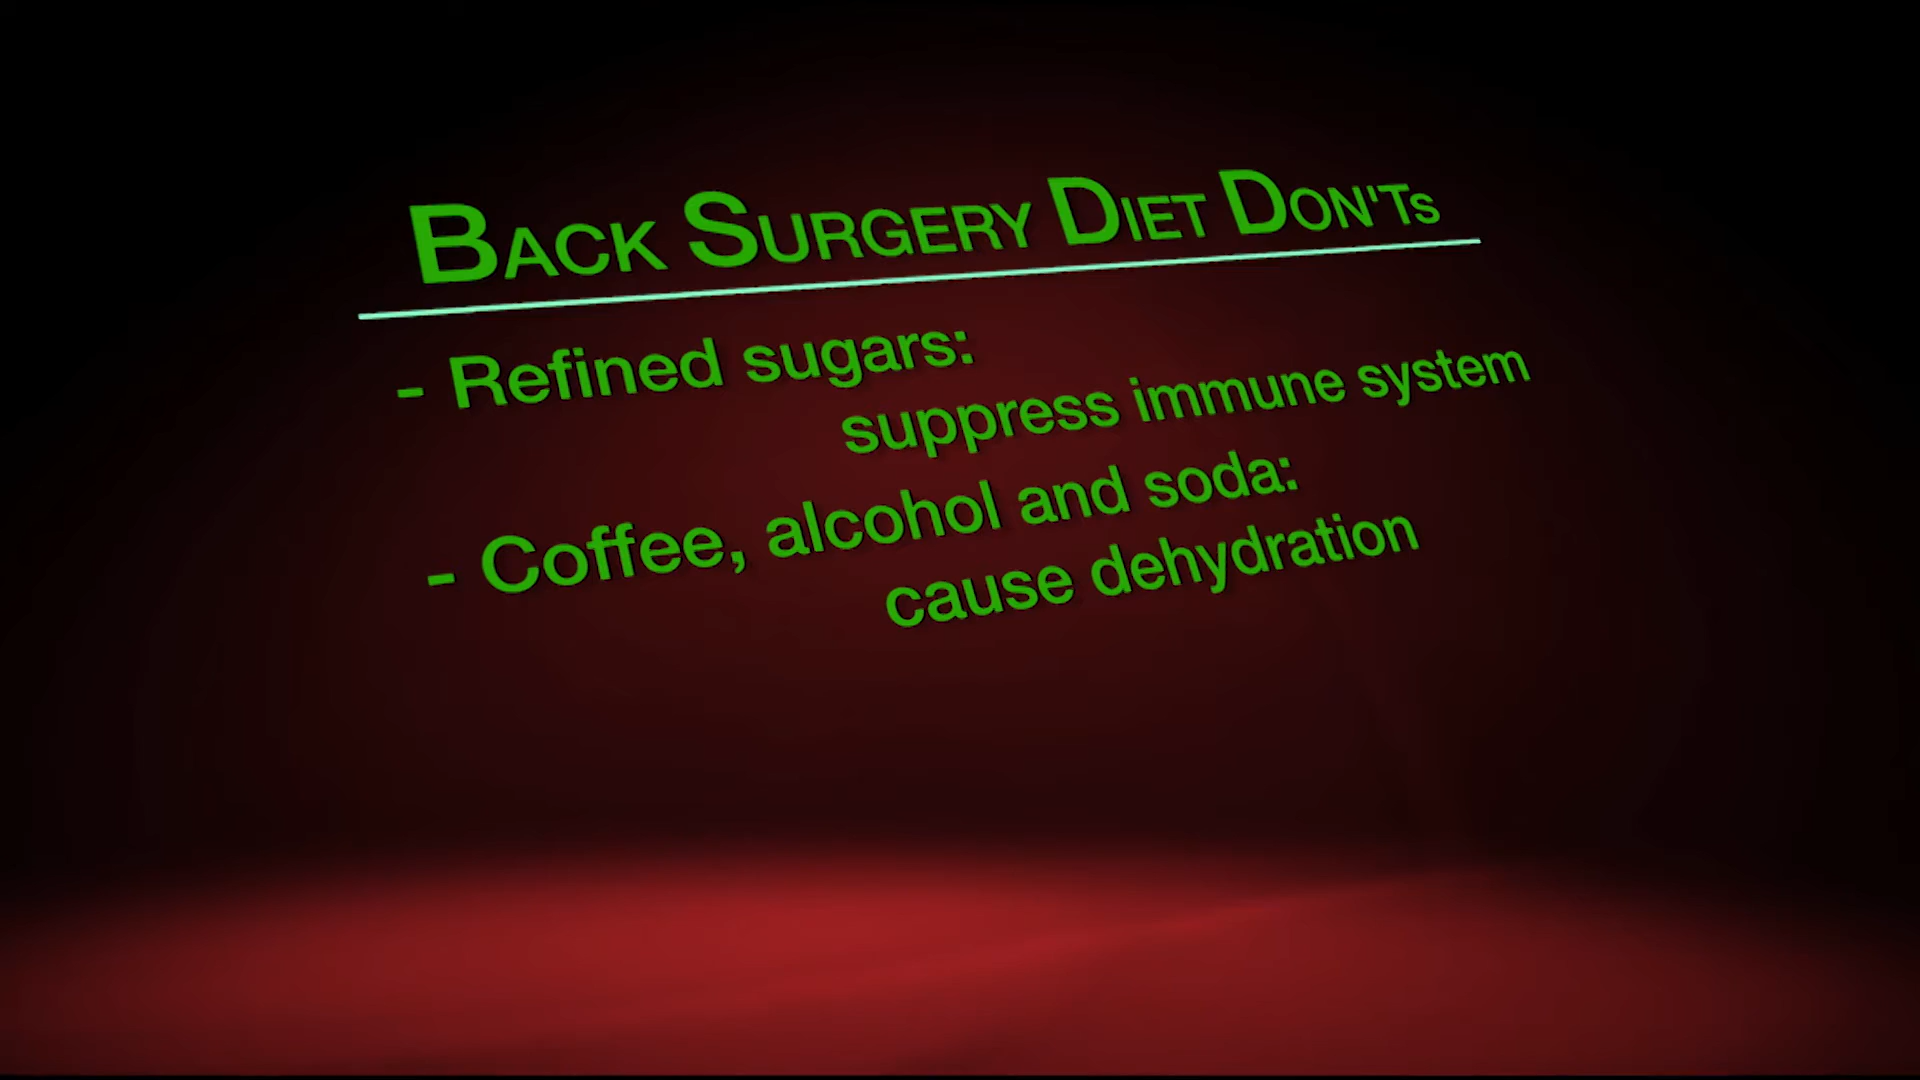 Back Surgery Diet Don'ts
- Refined sugars:
suppress immune system
- Coffee, alcohol and soda:
cause dehydration